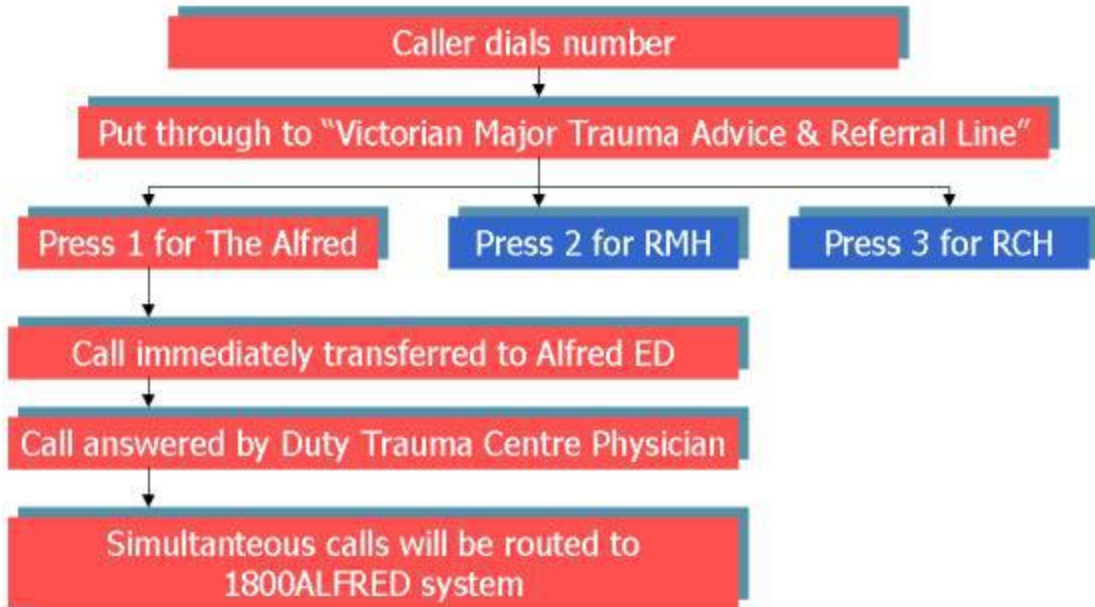 Caller dials number
Put through to “Victorian Major Trauma Advice & Referral Line”
Press 1 for The Alfred
Press 2 for RMH
Press 3 for RCH
Call immediately transferred to Alfred ED
Call answered by Duty Trauma Centre Physician
Simultanteous calls will be routed to
1800ALFRED system